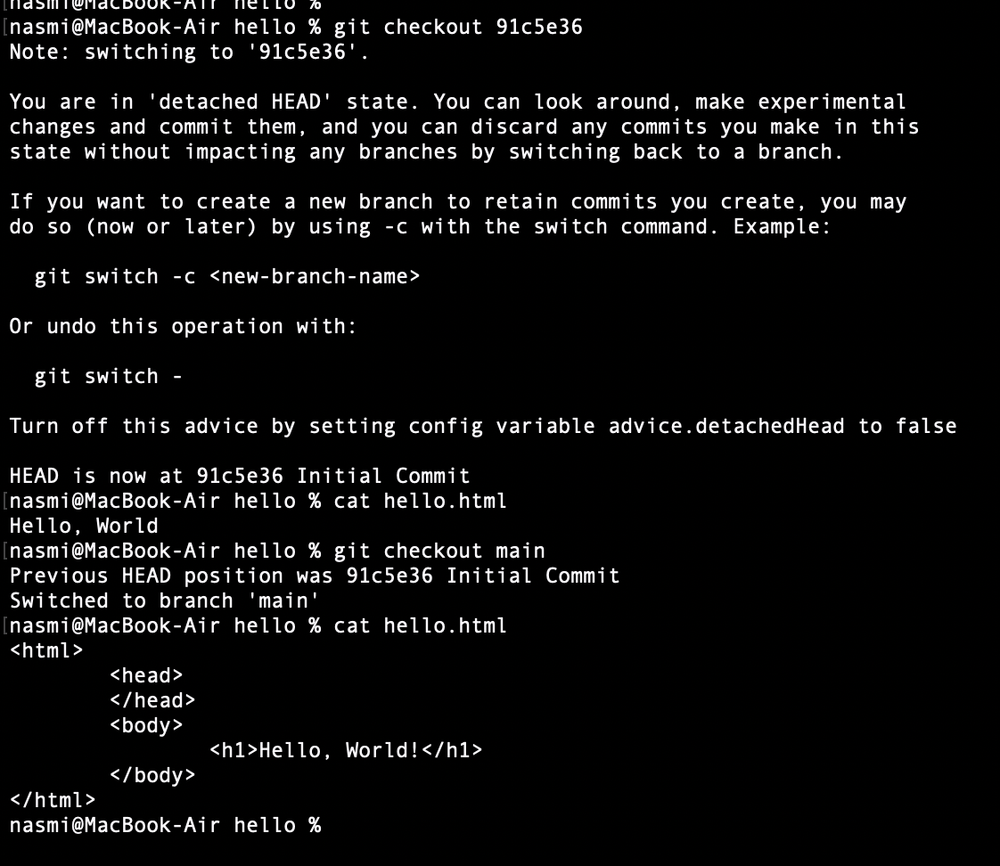 nasmi@MacBook-Air hello %
[nasmi@MacBook-Air hello % git checkout 91c5e36
Note: switching to '91c5e36'.

You are in 'detached HEAD' state. You can look around, make experimental
changes and commit them, and you can discard any commits you make in this
state without impacting any branches by switching back to a branch.

If you want to create a new branch to retain commits you create, you may
do so (now or later) by using -c with the switch command. Example:

  git switch -c <new-branch-name>

Or undo this operation with:

  git switch -

Turn off this advice by setting config variable advice.detachedHead to false

HEAD is now at 91c5e36 Initial Commit
[nasmi@MacBook-Air hello % cat hello.html
Hello, World
[nasmi@MacBook-Air hello % git checkout main
Previous HEAD position was 91c5e36 Initial Commit
Switched to branch 'main'
[nasmi@MacBook-Air hello % cat hello.html
<html>
        <head>
        </head>
        <body>
                <h1>Hello, World!</h1>
        </body>
</html>
nasmi@MacBook-Air hello %